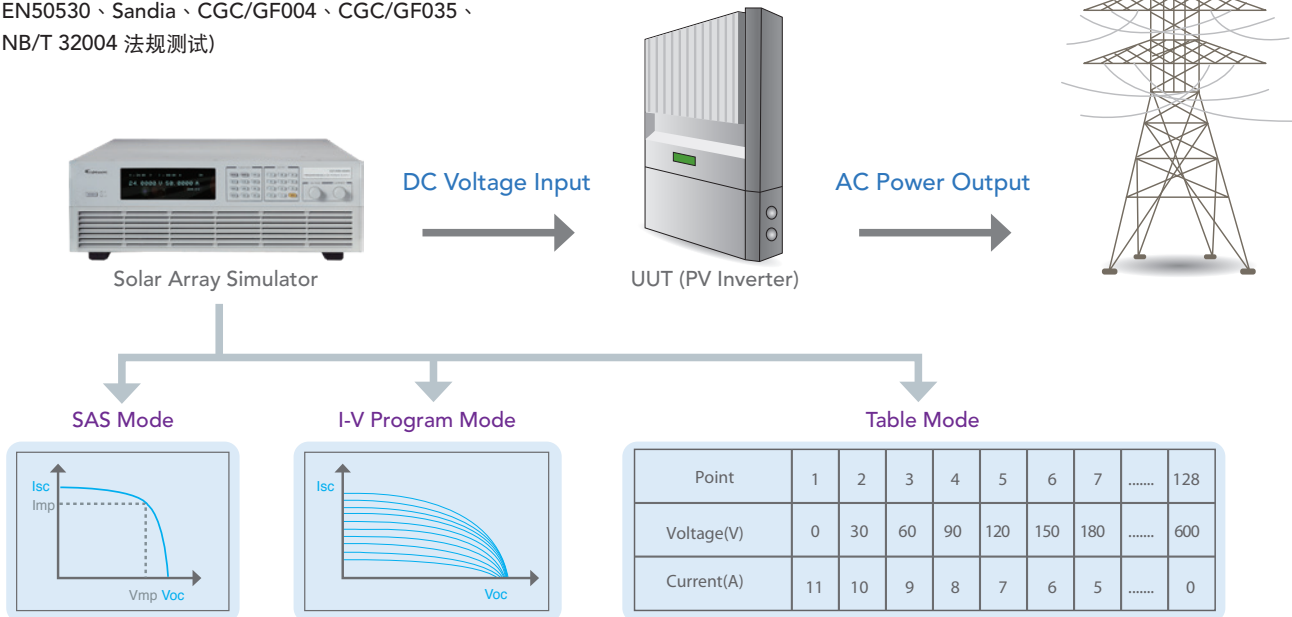 EN50530、Sandia、CGC/GF004、CGC/GF035、
NB/T 32004 法规测试)
DC Voltage Input
AC Power Output
Solar Array Simulator
UUT (PV Inverter)
SAS Mode
I-V Program Mode
Table Mode
Isc
Imp
Vmp Voc
Isc
Voc
Point 1 2 3 4 5 6 7 ....... 128
Voltage(V) 0 30 60 90 120 150 180 ....... 600
Current(A) 11 10 9 8 7 6 5 ....... 0